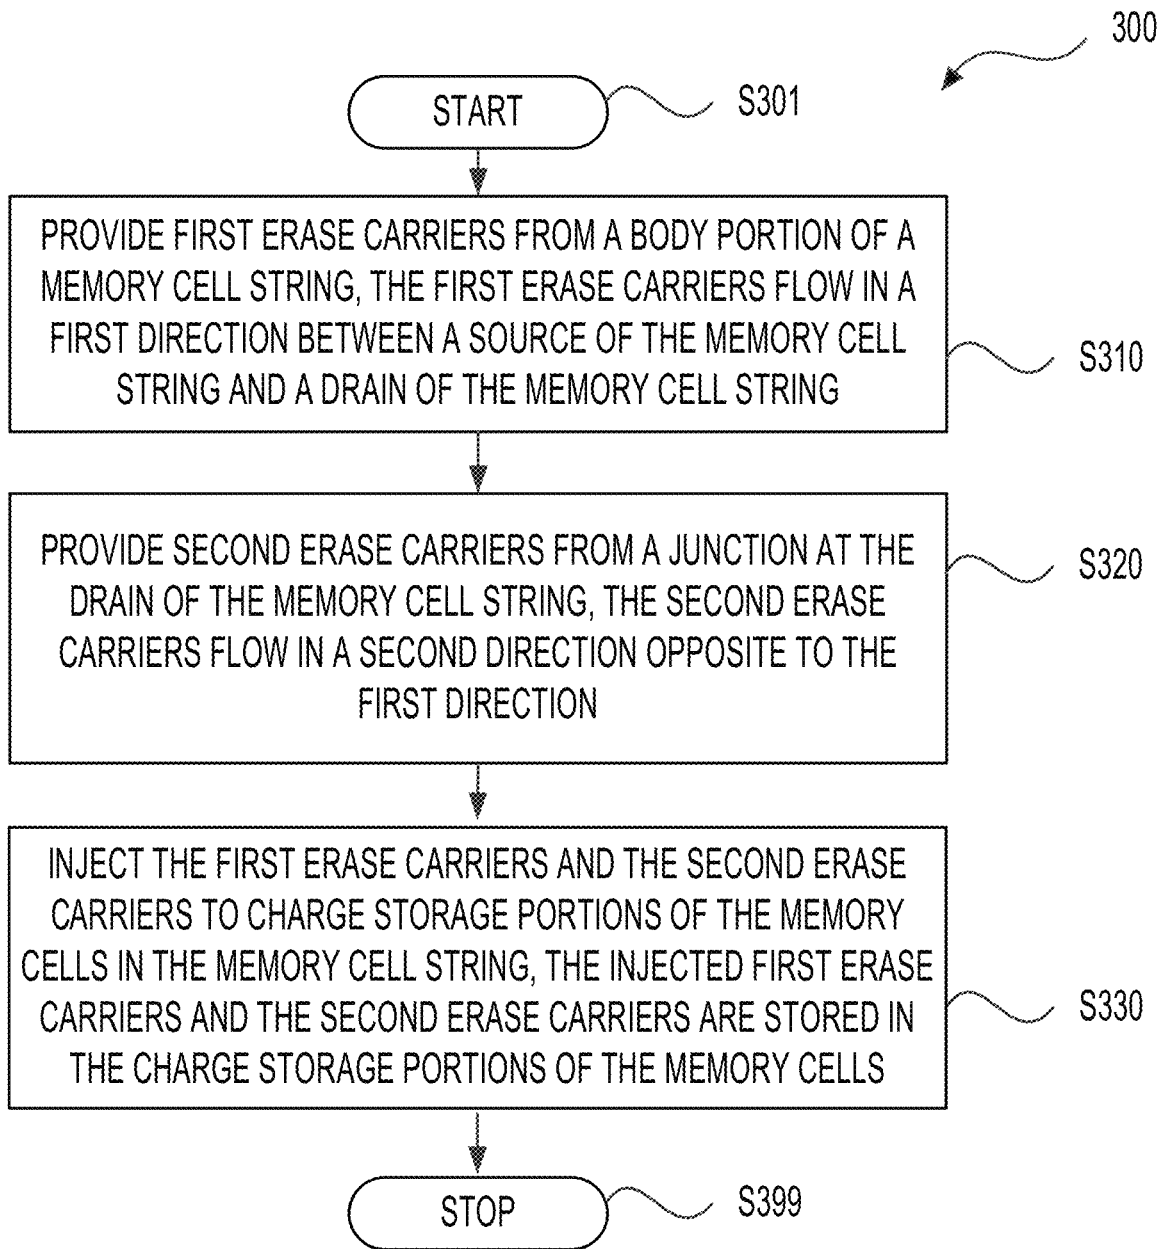 300
START
S301
PROVIDE FIRST ERASE CARRIERS FROM A BODY PORTION OF A
MEMORY CELL STRING, THE FIRST ERASE CARRIERS FLOW IN A
FIRST DIRECTION BETWEEN A SOURCE OF THE MEMORY CELL
STRING AND A DRAIN OF THE MEMORY CELL STRING
S310
PROVIDE SECOND ERASE CARRIERS FROM A JUNCTION AT THE
DRAIN OF THE MEMORY CELL STRING, THE SECOND ERASE
CARRIERS FLOW IN A SECOND DIRECTION OPPOSITE TO THE
FIRST DIRECTION
S320
INJECT THE FIRST ERASE CARRIERS AND THE SECOND ERASE
CARRIERS TO CHARGE STORAGE PORTIONS OF THE MEMORY
CELLS IN THE MEMORY CELL STRING, THE INJECTED FIRST ERASE
CARRIERS AND THE SECOND ERASE CARRIERS ARE STORED IN
THE CHARGE STORAGE PORTIONS OF THE MEMORY CELLS
S330
STOP
S399